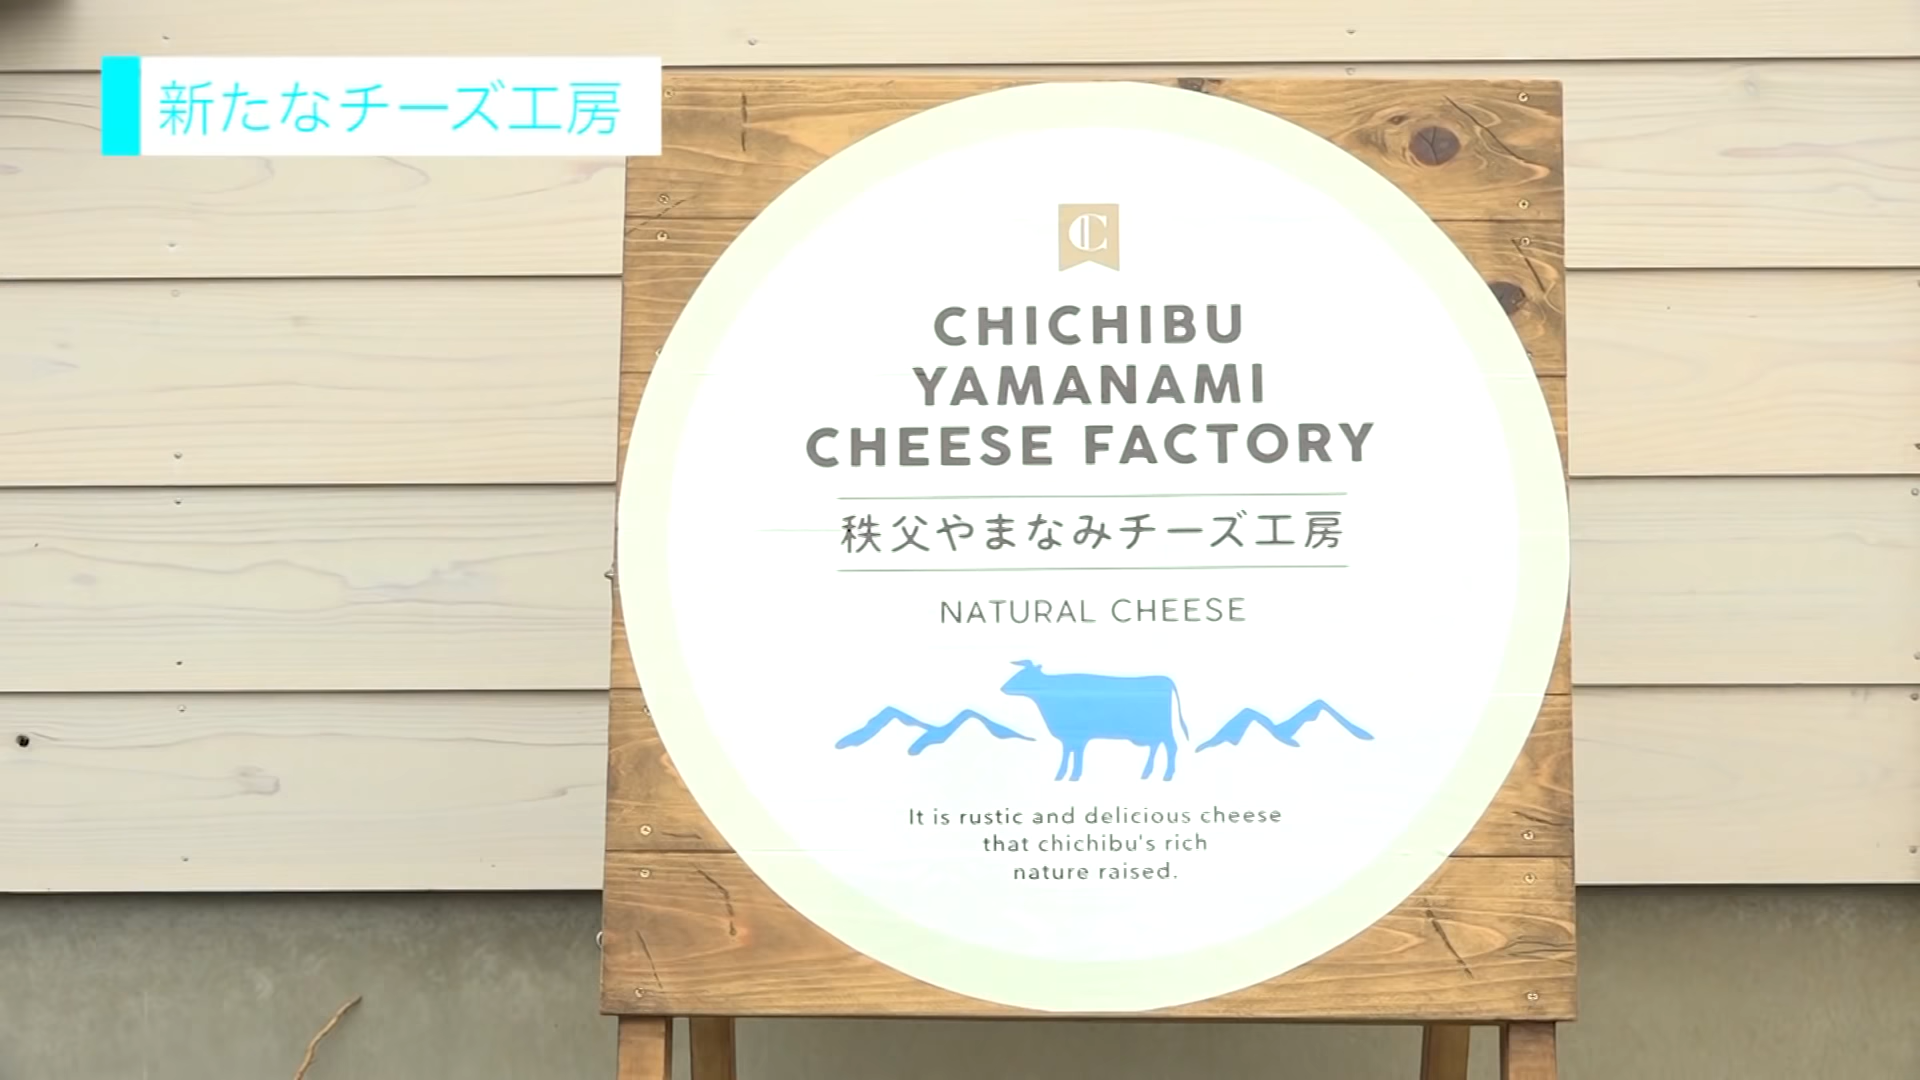 新たなチーズ工房
C
CHICHIBU
YAMANAMI
CHEESE FACTORY
秩父やまなみチーズ工房
NATURAL CHEESE
It is rustic and delicious cheese
that chichibu's rich
nature raised.